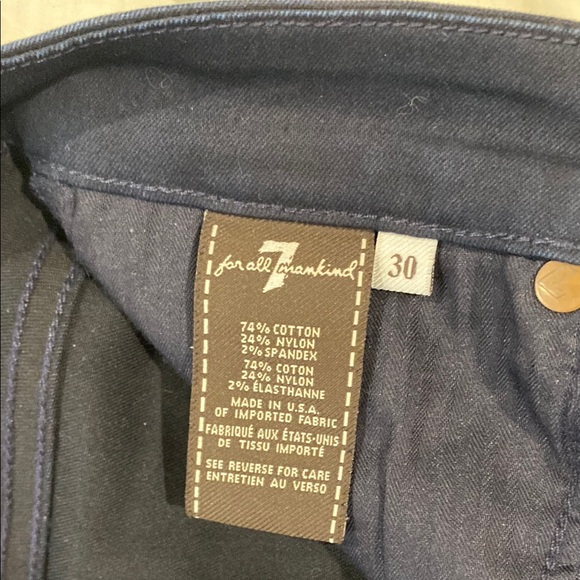 7
for all mankind
30
74% COTTON
24% NYLON
2% SPANDEX
74% COTON
24% NYLON
2% ÉLASTHANNE
MADE IN U.S.A.
OF IMPORTED FABRIC
FABRIQUÉ AUX ÉTATS-UNIS
DE TISSU IMPORTÉ
SEE REVERSE FOR CARE
ENTRETIEN AU VERSO